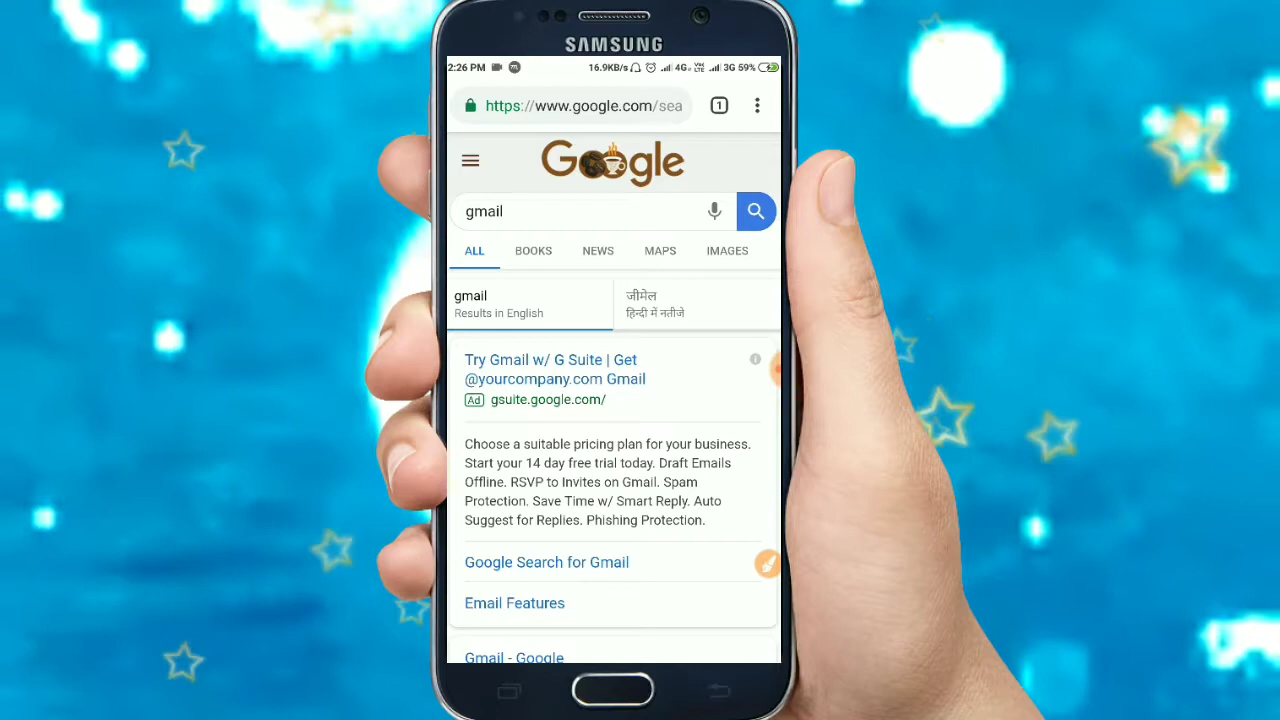 SAMSUNG
2:26 PM 16.9KB/s 4G 3G 59%
https://www.google.com/sea 1
Google
gmail
ALL BOOKS NEWS MAPS IMAGES
gmail जीमेल
Results in English हिन्दी में नतीजे
Try Gmail w/ G Suite | Get
@yourcompany.com Gmail
Ad gsuite.google.com/
Choose a suitable pricing plan for your business.
Start your 14 day free trial today. Draft Emails
Offline. RSVP to Invites on Gmail. Spam
Protection. Save Time w/ Smart Reply. Auto
Suggest for Replies. Phishing Protection.
Google Search for Gmail
Email Features
Gmail - Google